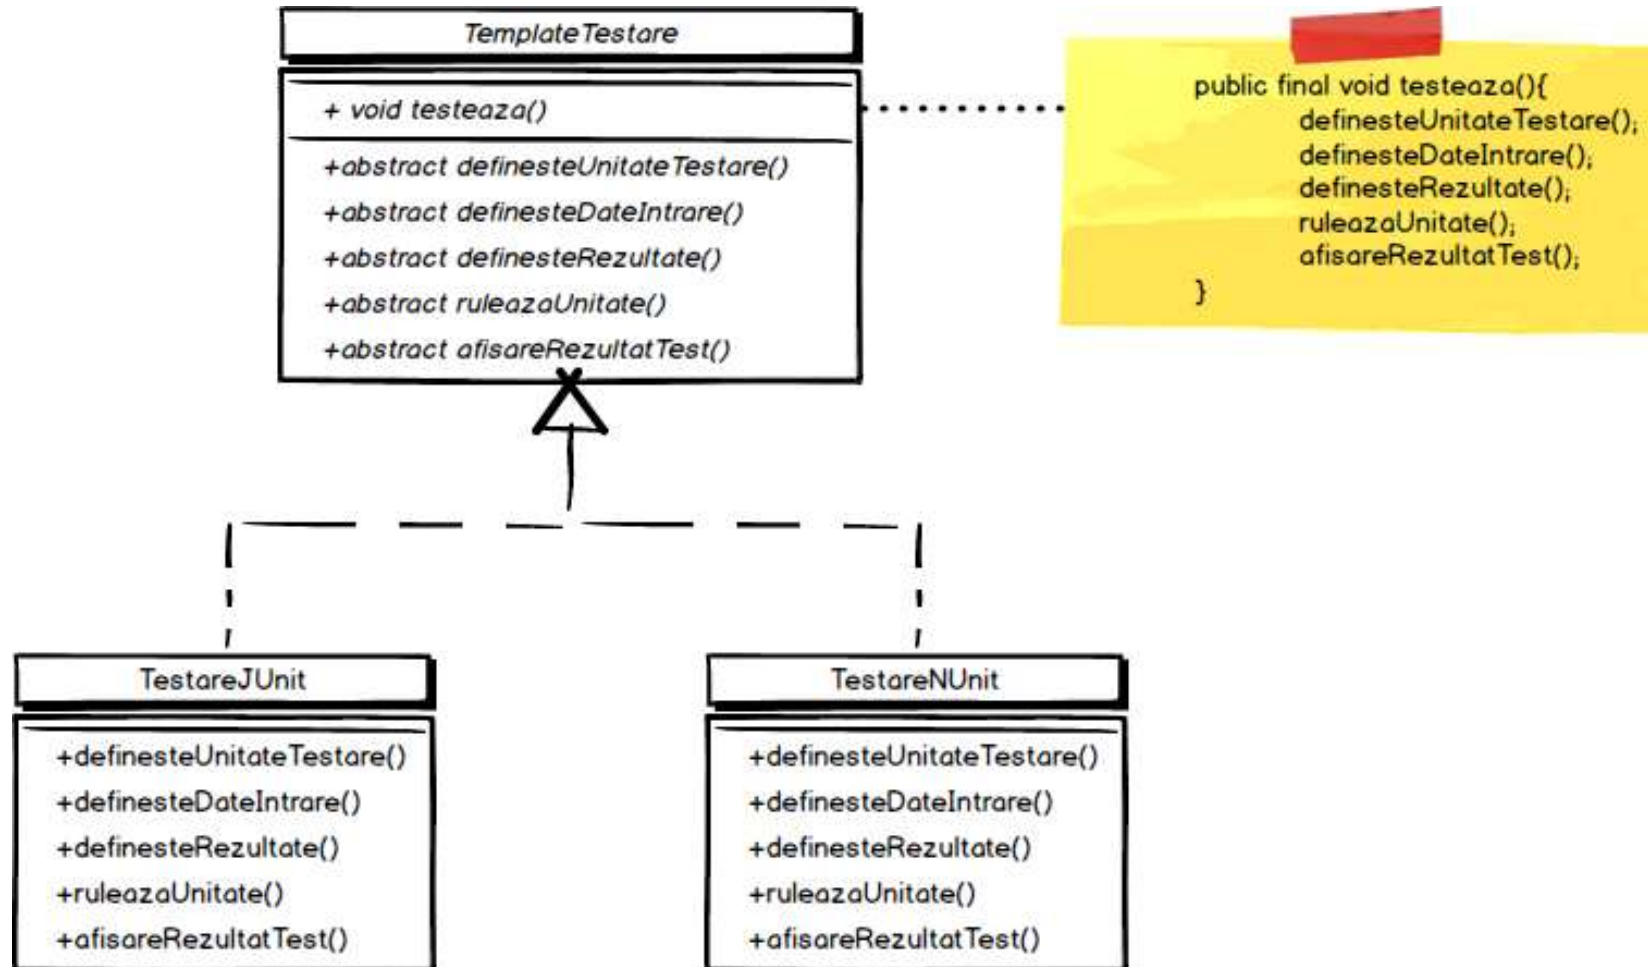 TemplateTestare
+ void testeaza()
+abstract definesteUnitateTestare()
+abstract definesteDateIntrare()
+abstract definesteRezultate()
+abstract ruleazaUnitate()
+abstract afisareRezultatTest()
public final void testeaza(){
definesteUnitateTestare();
definesteDateIntrare();
definesteRezultate();
ruleazaUnitate();
afisareRezultatTest();
}
TestareJUnit
+definesteUnitateTestare()
+definesteDateIntrare()
+definesteRezultate()
+ruleazaUnitate()
+afisareRezultatTest()
TestareNUnit
+definesteUnitateTestare()
+definesteDateIntrare()
+definesteRezultate()
+ruleazaUnitate()
+afisareRezultatTest()